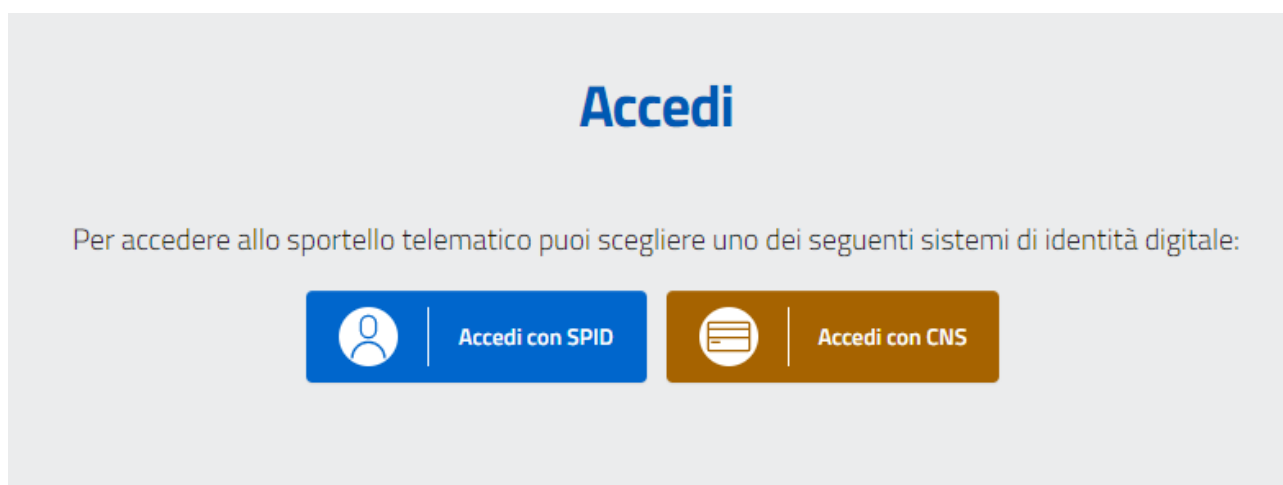 Accedi
Per accedere allo sportello telematico puoi scegliere uno dei seguenti sistemi di identità digitale:
Accedi con SPID
Accedi con CNS